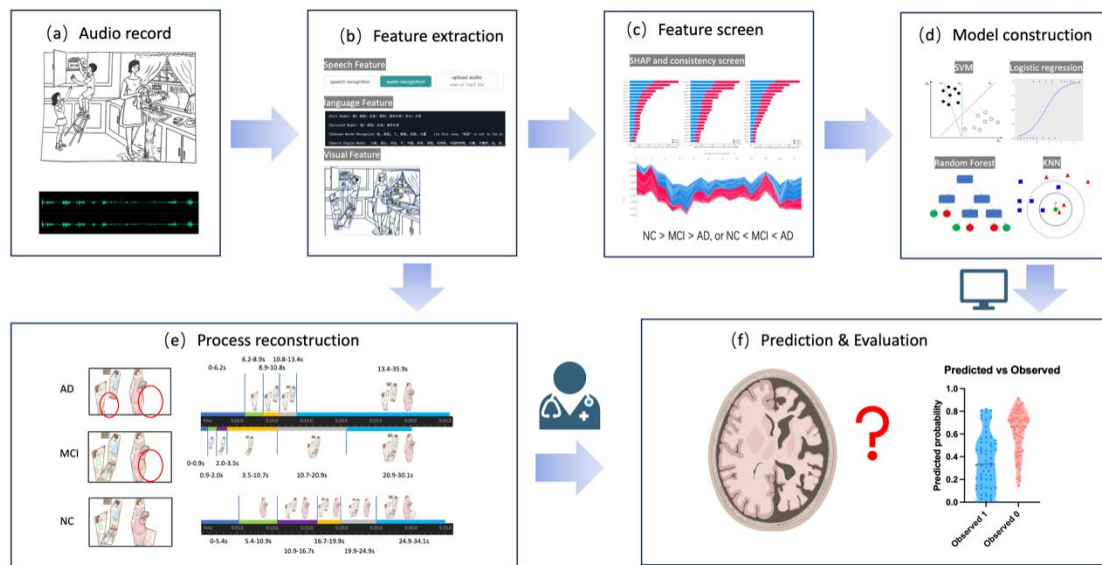 (a) Audio record
(b) Feature extraction
Speech Feature
speech recognition
audio recognition
upload audio
wav or mp3 file
language Feature
Visual Feature
(c) Feature screen
SHAP and consistency screen
NC > MCI > AD, or NC < MCI < AD
(d) Model construction
SVM
Logistic regression
Random Forest
KNN
(e) Process reconstruction
AD
0-6.2s
6.2-8.9s
8.9-10.8s
10.8-13.4s
13.4-35.9s
MCI
0-0.9s
0.9-2.0s
2.0-3.5s
3.5-10.7s
10.7-20.9s
20.9-30.1s
NC
0-5.4s
5.4-10.9s
10.9-16.7s
16.7-19.9s
19.9-24.9s
24.9-34.1s
(f) Prediction & Evaluation
?
Predicted vs Observed
Predicted probability
1.0
0.8
0.6
0.4
0.2
0.0
Observed 1
Observed 0